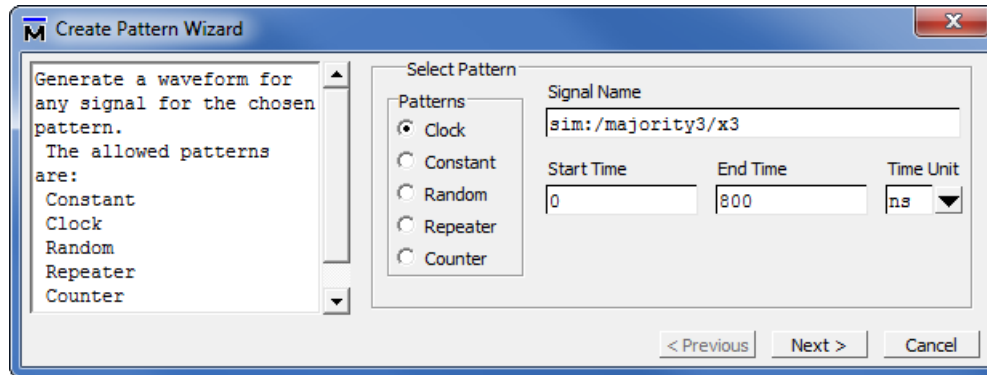 M Create Pattern Wizard
Generate a waveform for
any signal for the chosen
pattern.
The allowed patterns
are:
Constant
Clock
Random
Repeater
Counter
Select Pattern
Patterns
Clock
Constant
Random
Repeater
Counter
Signal Name
sim:/majority3/x3
Start Time End Time Time Unit
0 800 ns
< Previous Next > Cancel